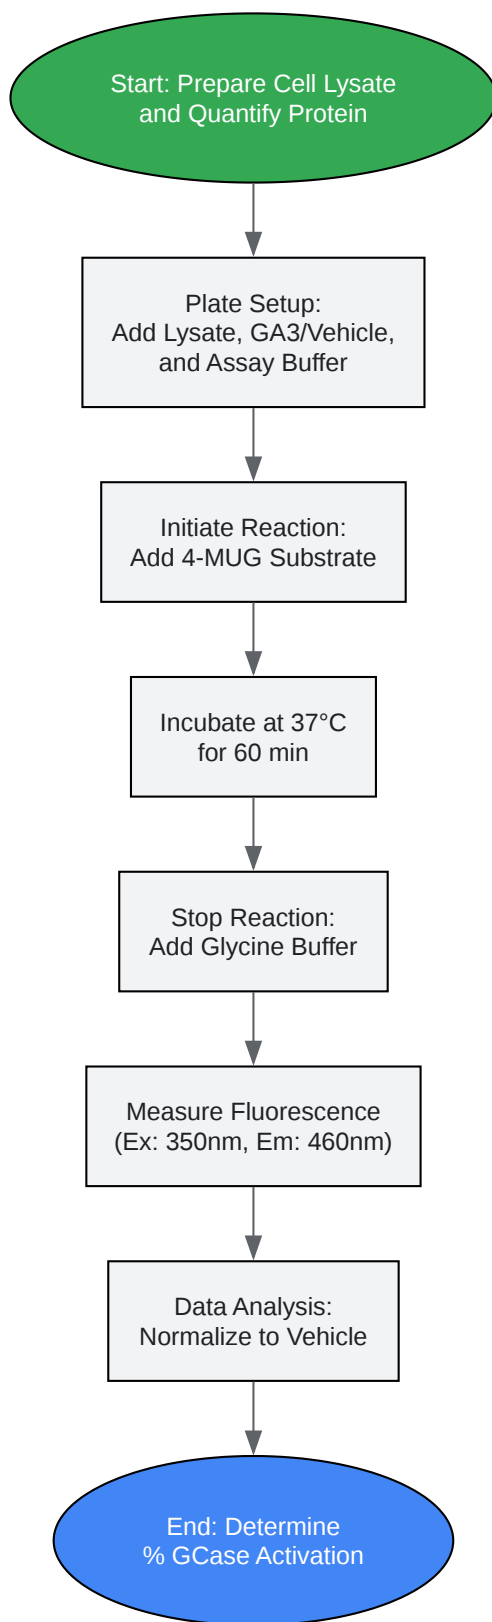 Start: Prepare Cell Lysate
and Quantify Protein
Plate Setup:
Add Lysate, GA3/Vehicle,
and Assay Buffer
Initiate Reaction:
Add 4-MUG Substrate
Incubate at 37°C
for 60 min
Stop Reaction:
Add Glycine Buffer
Measure Fluorescence
(Ex: 350nm, Em: 460nm)
Data Analysis:
Normalize to Vehicle
End: Determine
% GCase Activation